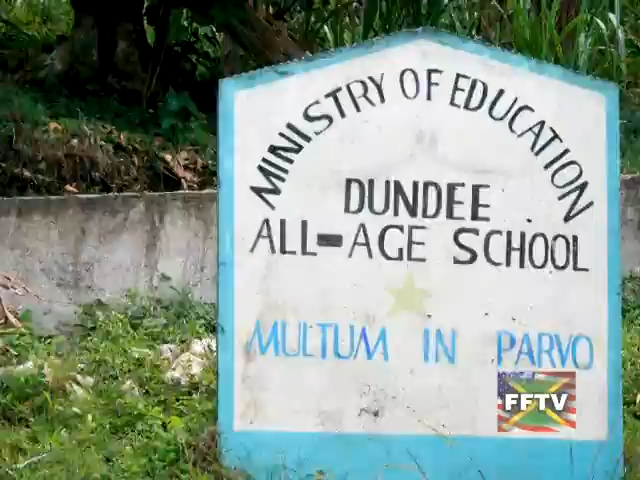 MINISTRY OF EDUCATION
DUNDEE
ALL-AGE SCHOOL
MULTUM IN PARVO
FFTV